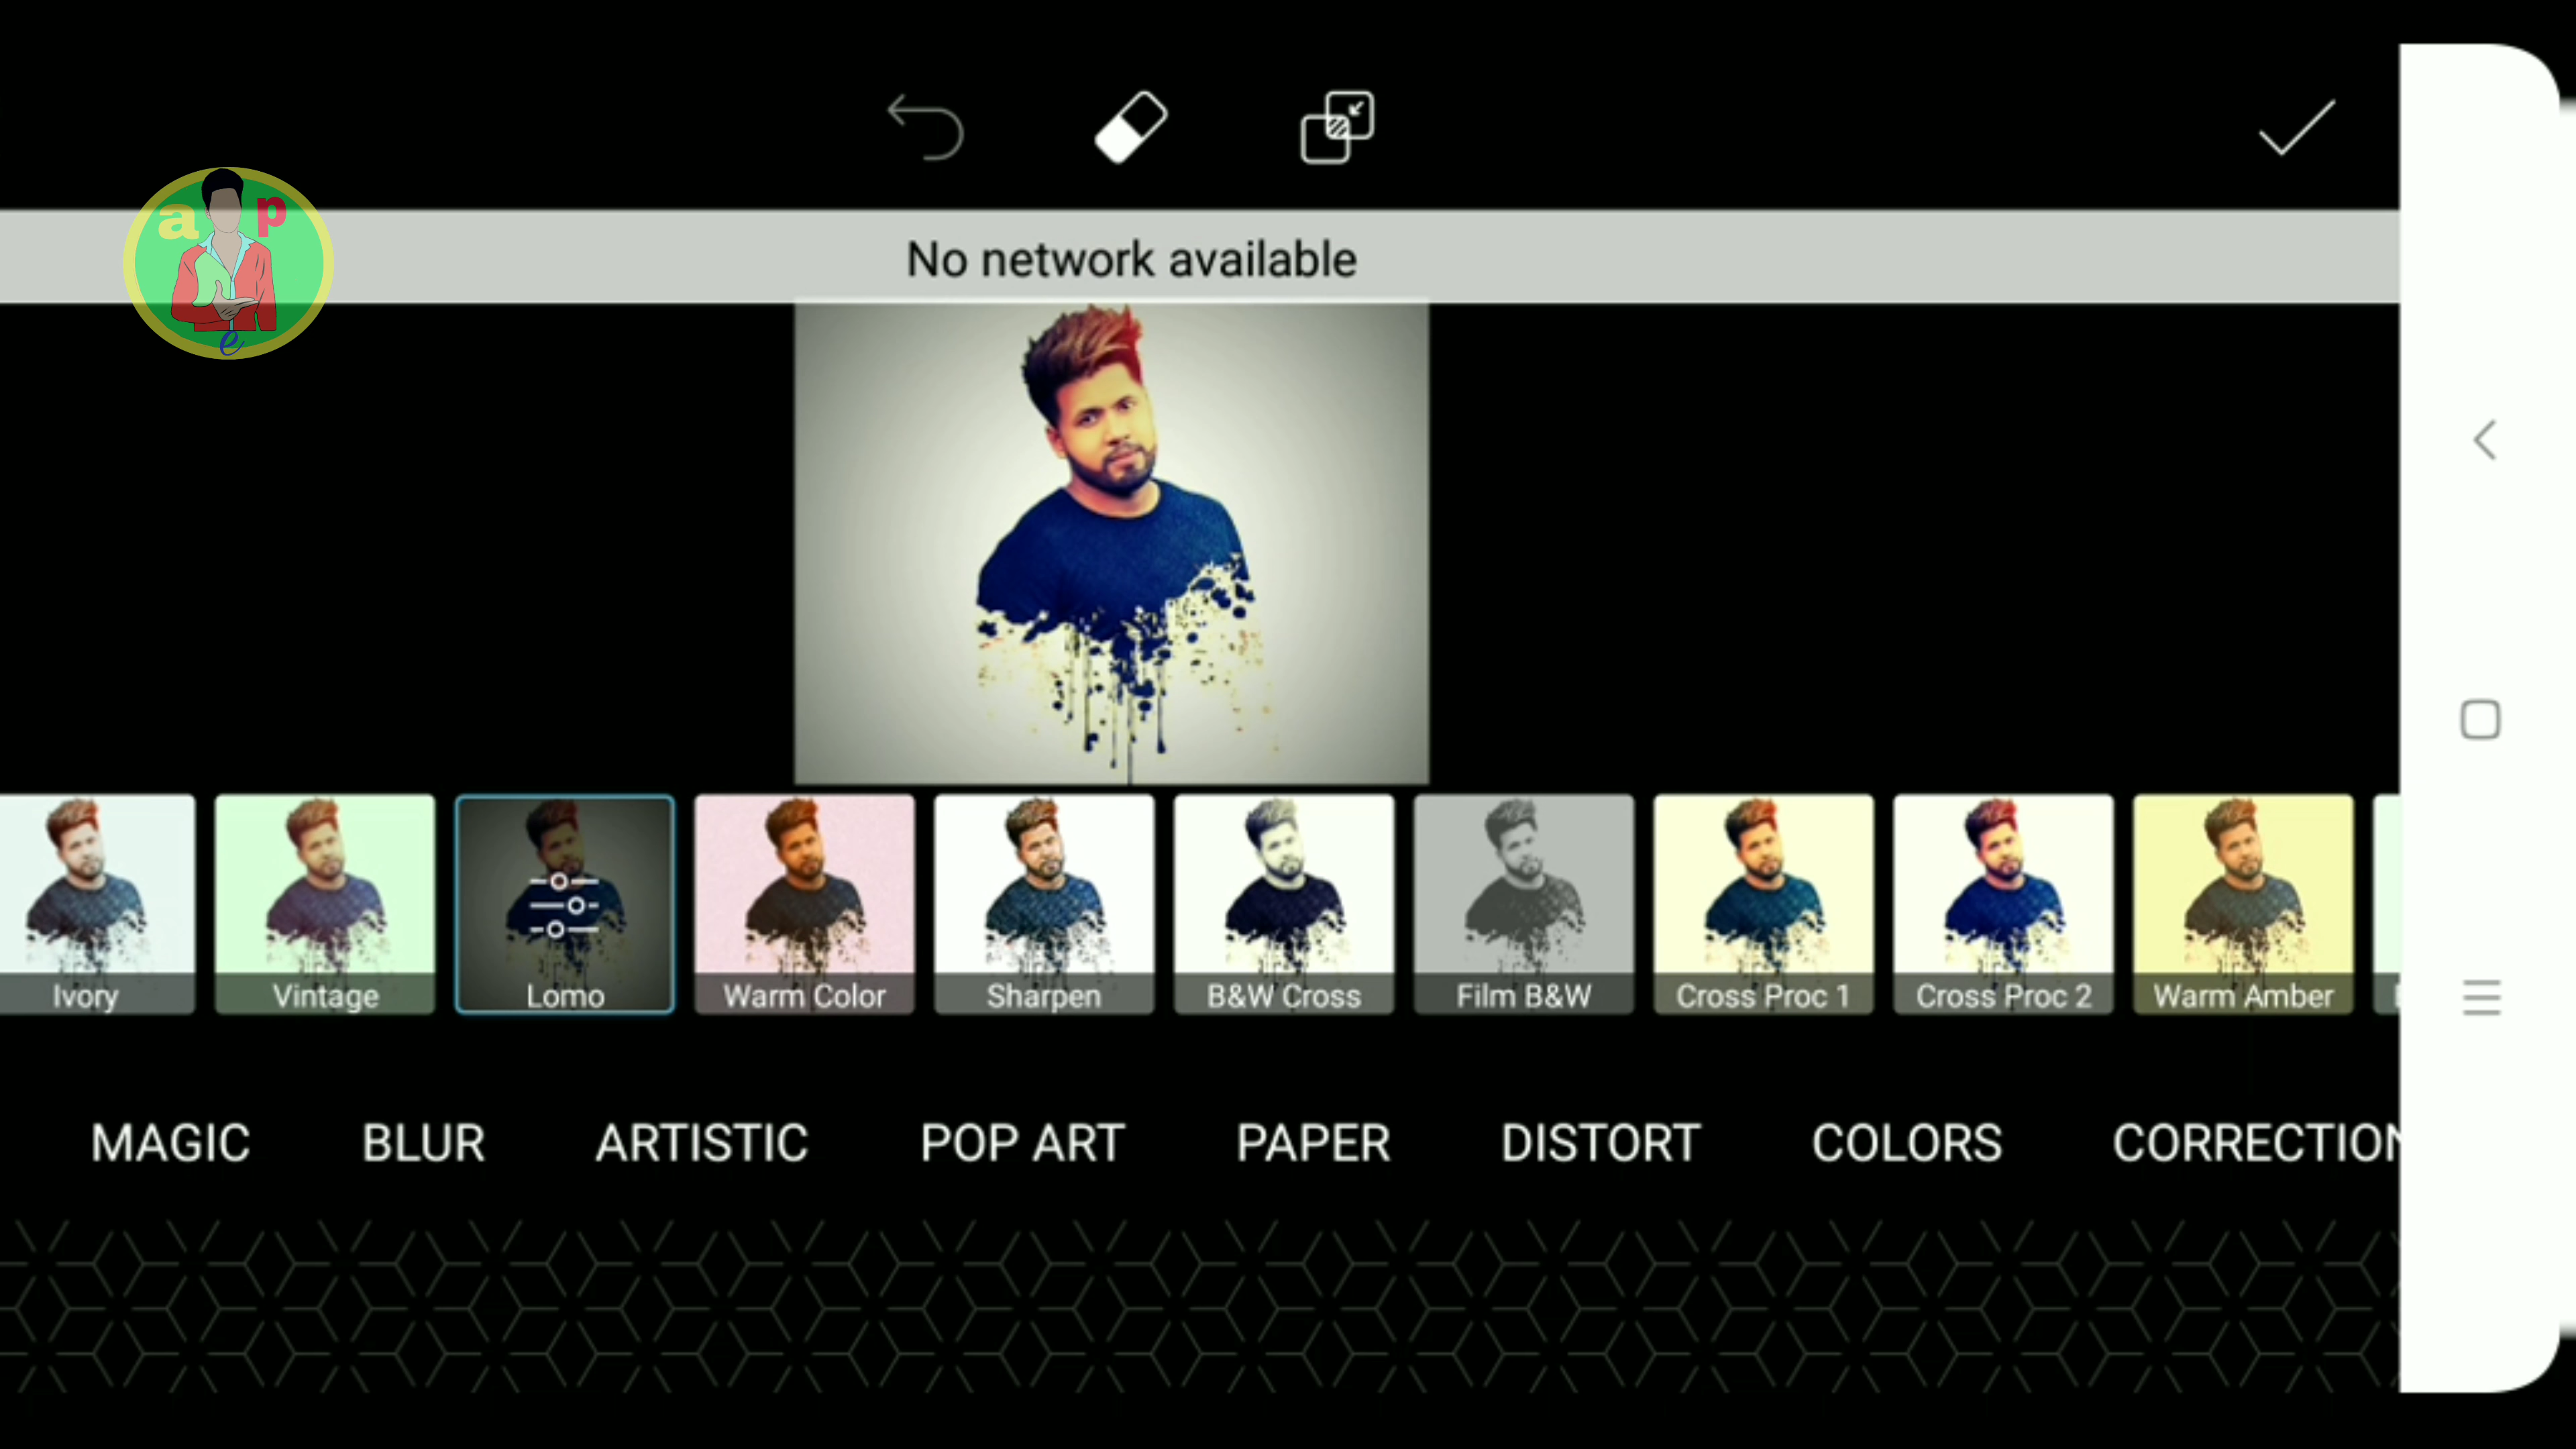 a p
e
No network available
Ivory
Vintage
Lomo
Warm Color
Sharpen
B&W Cross
Film B&W
Cross Proc 1
Cross Proc 2
Warm Amber
MAGIC
BLUR
ARTISTIC
POP ART
PAPER
DISTORT
COLORS
CORRECTION